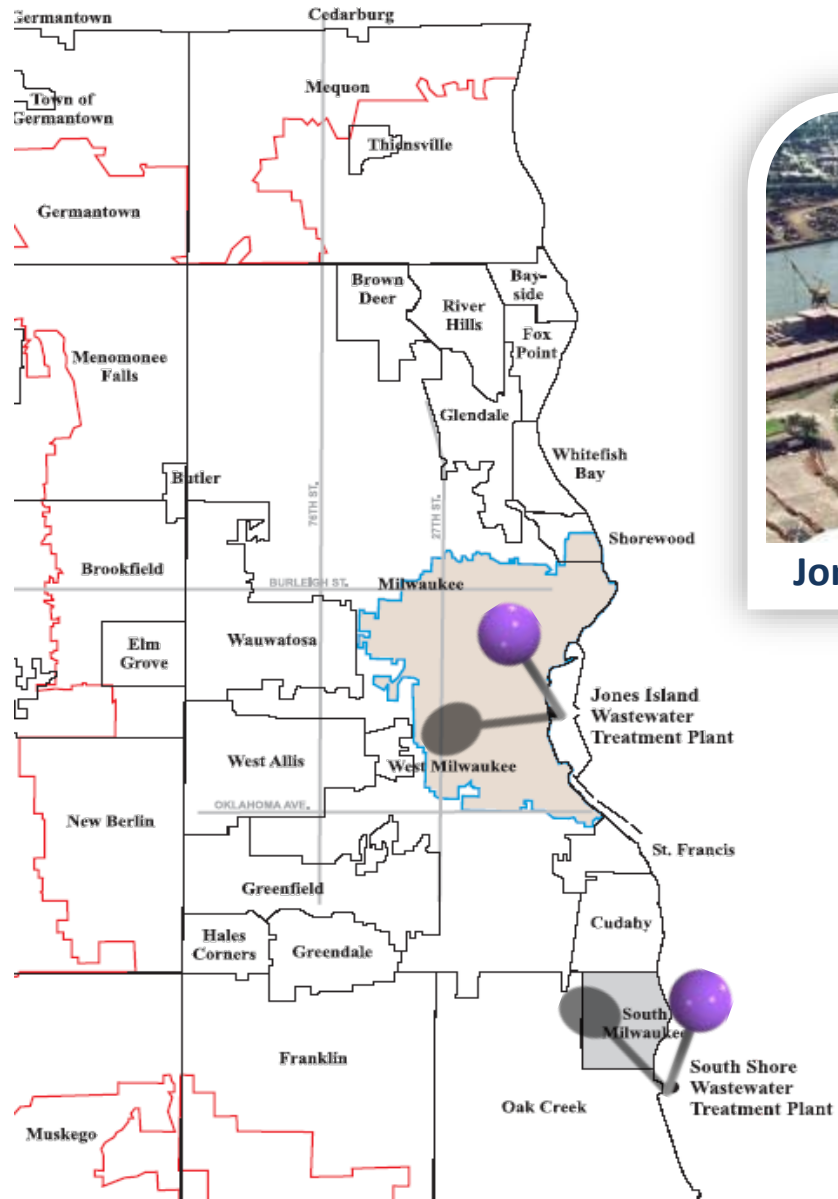 Germantown
Cedarburg
Mequon
Town of
Germantown
Thiensville
Germantown
Brown
Deer
River
Hills
Bay-
side
Fox
Point
Menomonee
Falls
Glendale
Whitefish
Bay
Butler
76TH ST.
27TH ST.
Shorewood
Brookfield
BURLEIGH ST.
Milwaukee
Elm
Grove
Wauwatosa
Jones Island
Wastewater
Treatment Plant
West Allis
West Milwaukee
OKLAHOMA AVE.
New Berlin
St. Francis
Greenfield
Cudahy
Hales
Corners
Greendale
South
Milwaukee
Franklin
South Shore
Wastewater
Treatment Plant
Oak Creek
Muskego